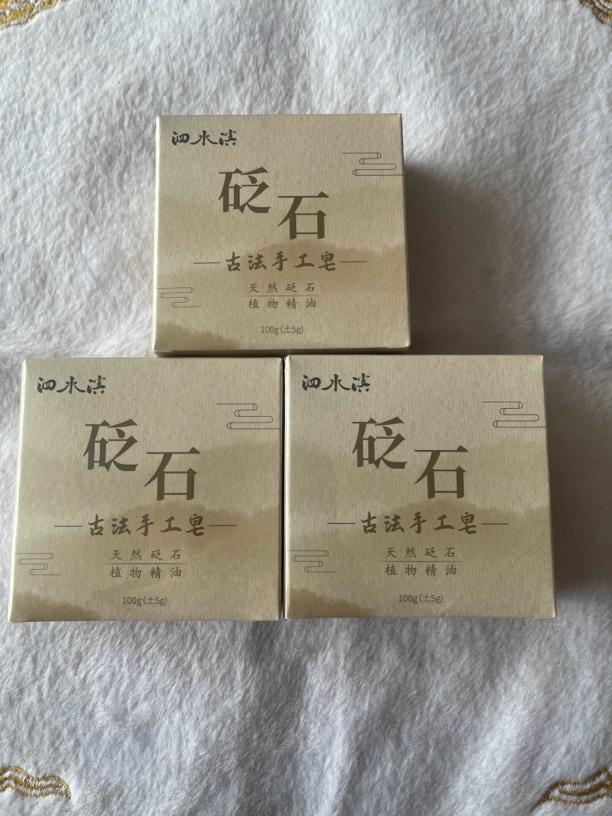 泗水滨
砭石
古法手工皂
天然砭石
植物精油
100g(±5g)
泗水滨
砭石
古法手工皂
天然砭石
植物精油
100g(±5g)
泗水滨
砭石
古法手工皂
天然砭石
植物精油
100g(±5g)